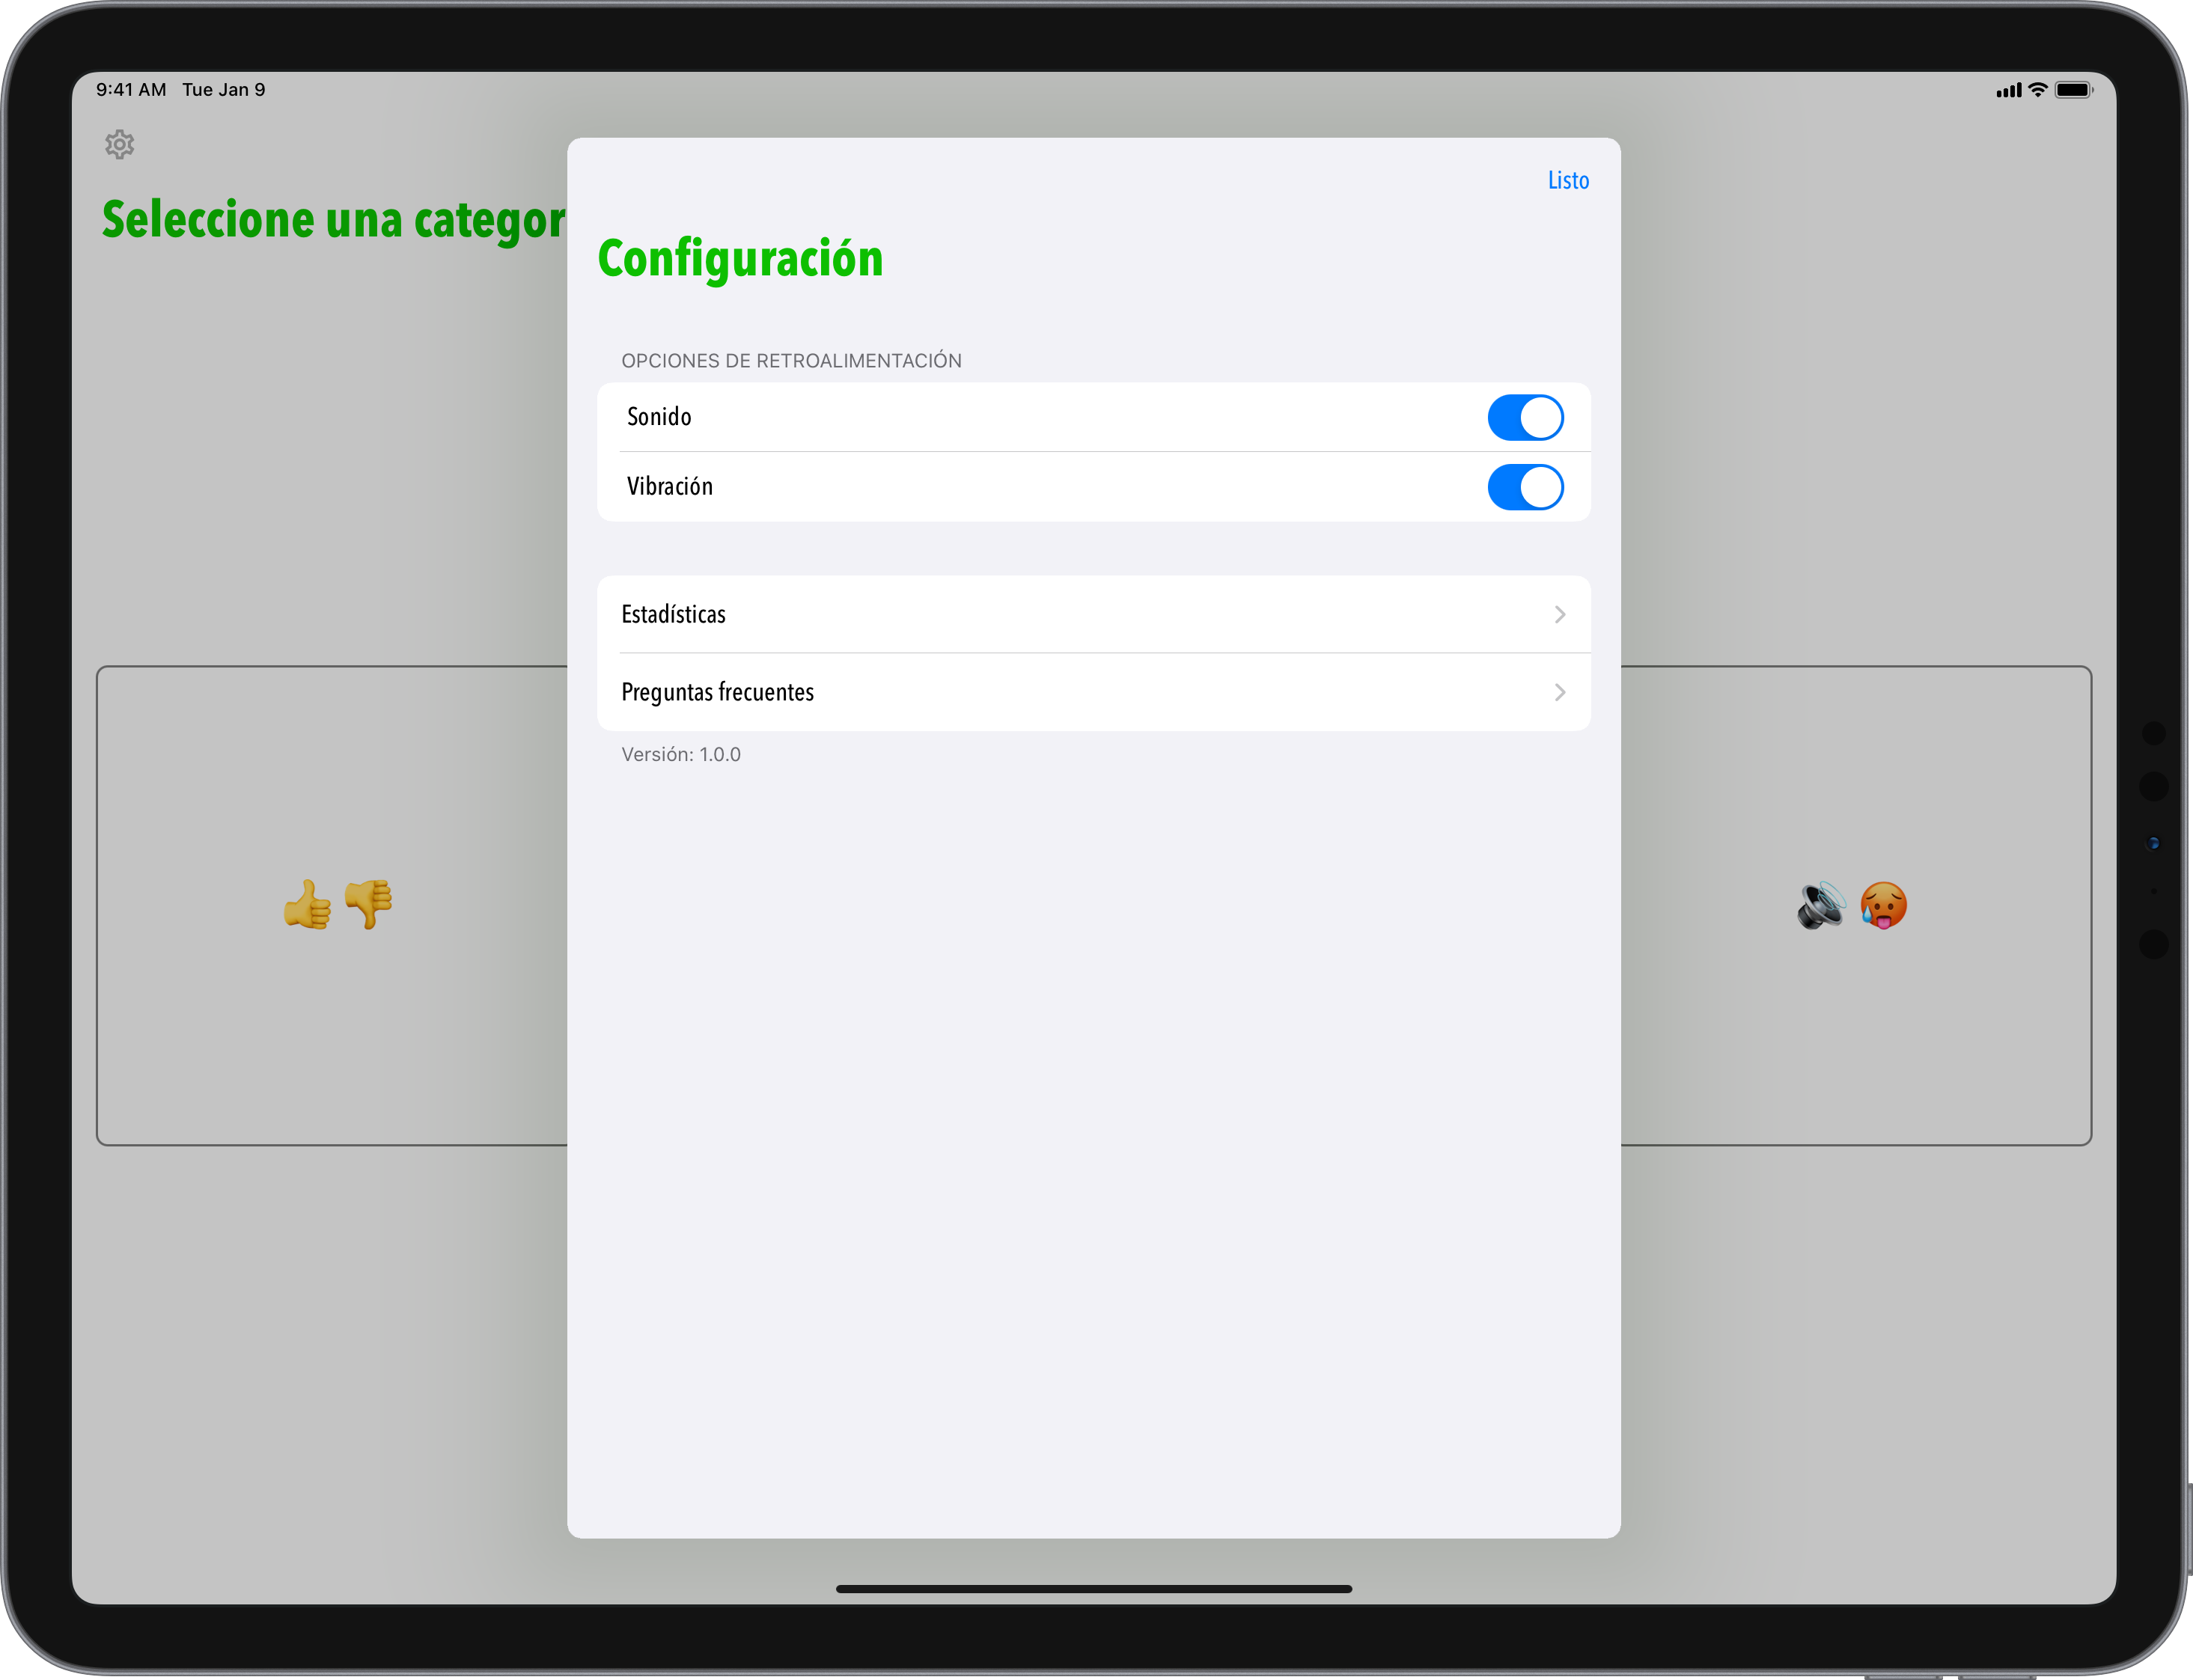 9:41 AM Tue Jan 9
Listo
Seleccione una
Configuración
OPCIONES DE RETROALIMENTACIÓN
Sonido
Vibración
Estadísticas
Preguntas frecuentes
Versión: 1.0.0